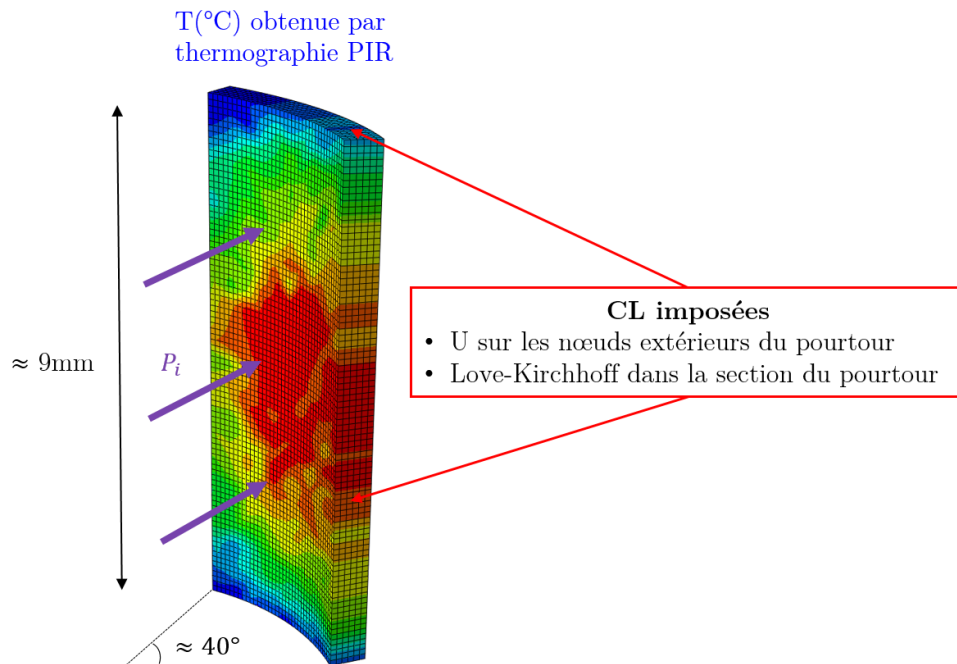 T(°C) obtenue par
thermographie PIR
≈ 9mm
P_i
CL imposées
• U sur les nœuds extérieurs du pourtour
• Love-Kirchhoff dans la section du pourtour
≈ 40°